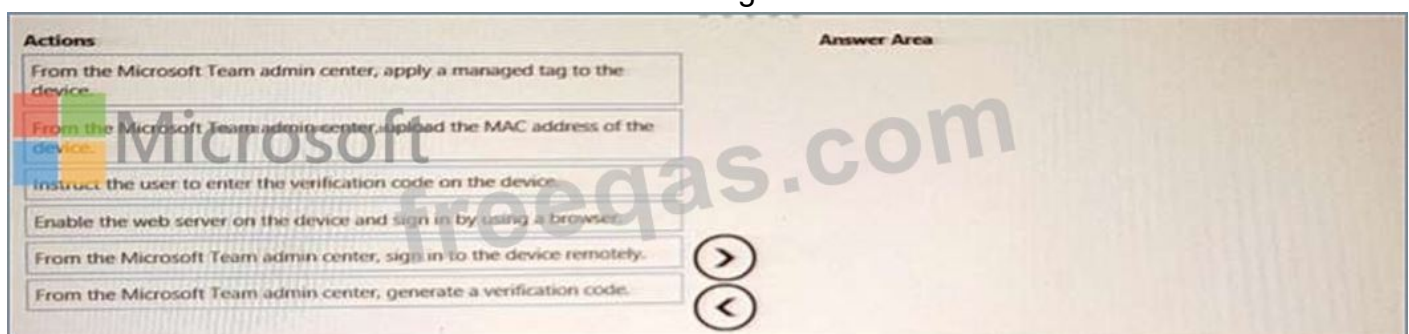 Actions
Answer Area
From the Microsoft Team admin center, apply a managed tag to the
device.
From the Microsoft Team admin center, upload the MAC address of the
device.
Microsoft
Instruct the user to enter the verification code on the device.
Enable the web server on the device and sign in by using a browser.
From the Microsoft Team admin center, sign in to the device remotely.
From the Microsoft Team admin center, generate a verification code.
freeqas.com